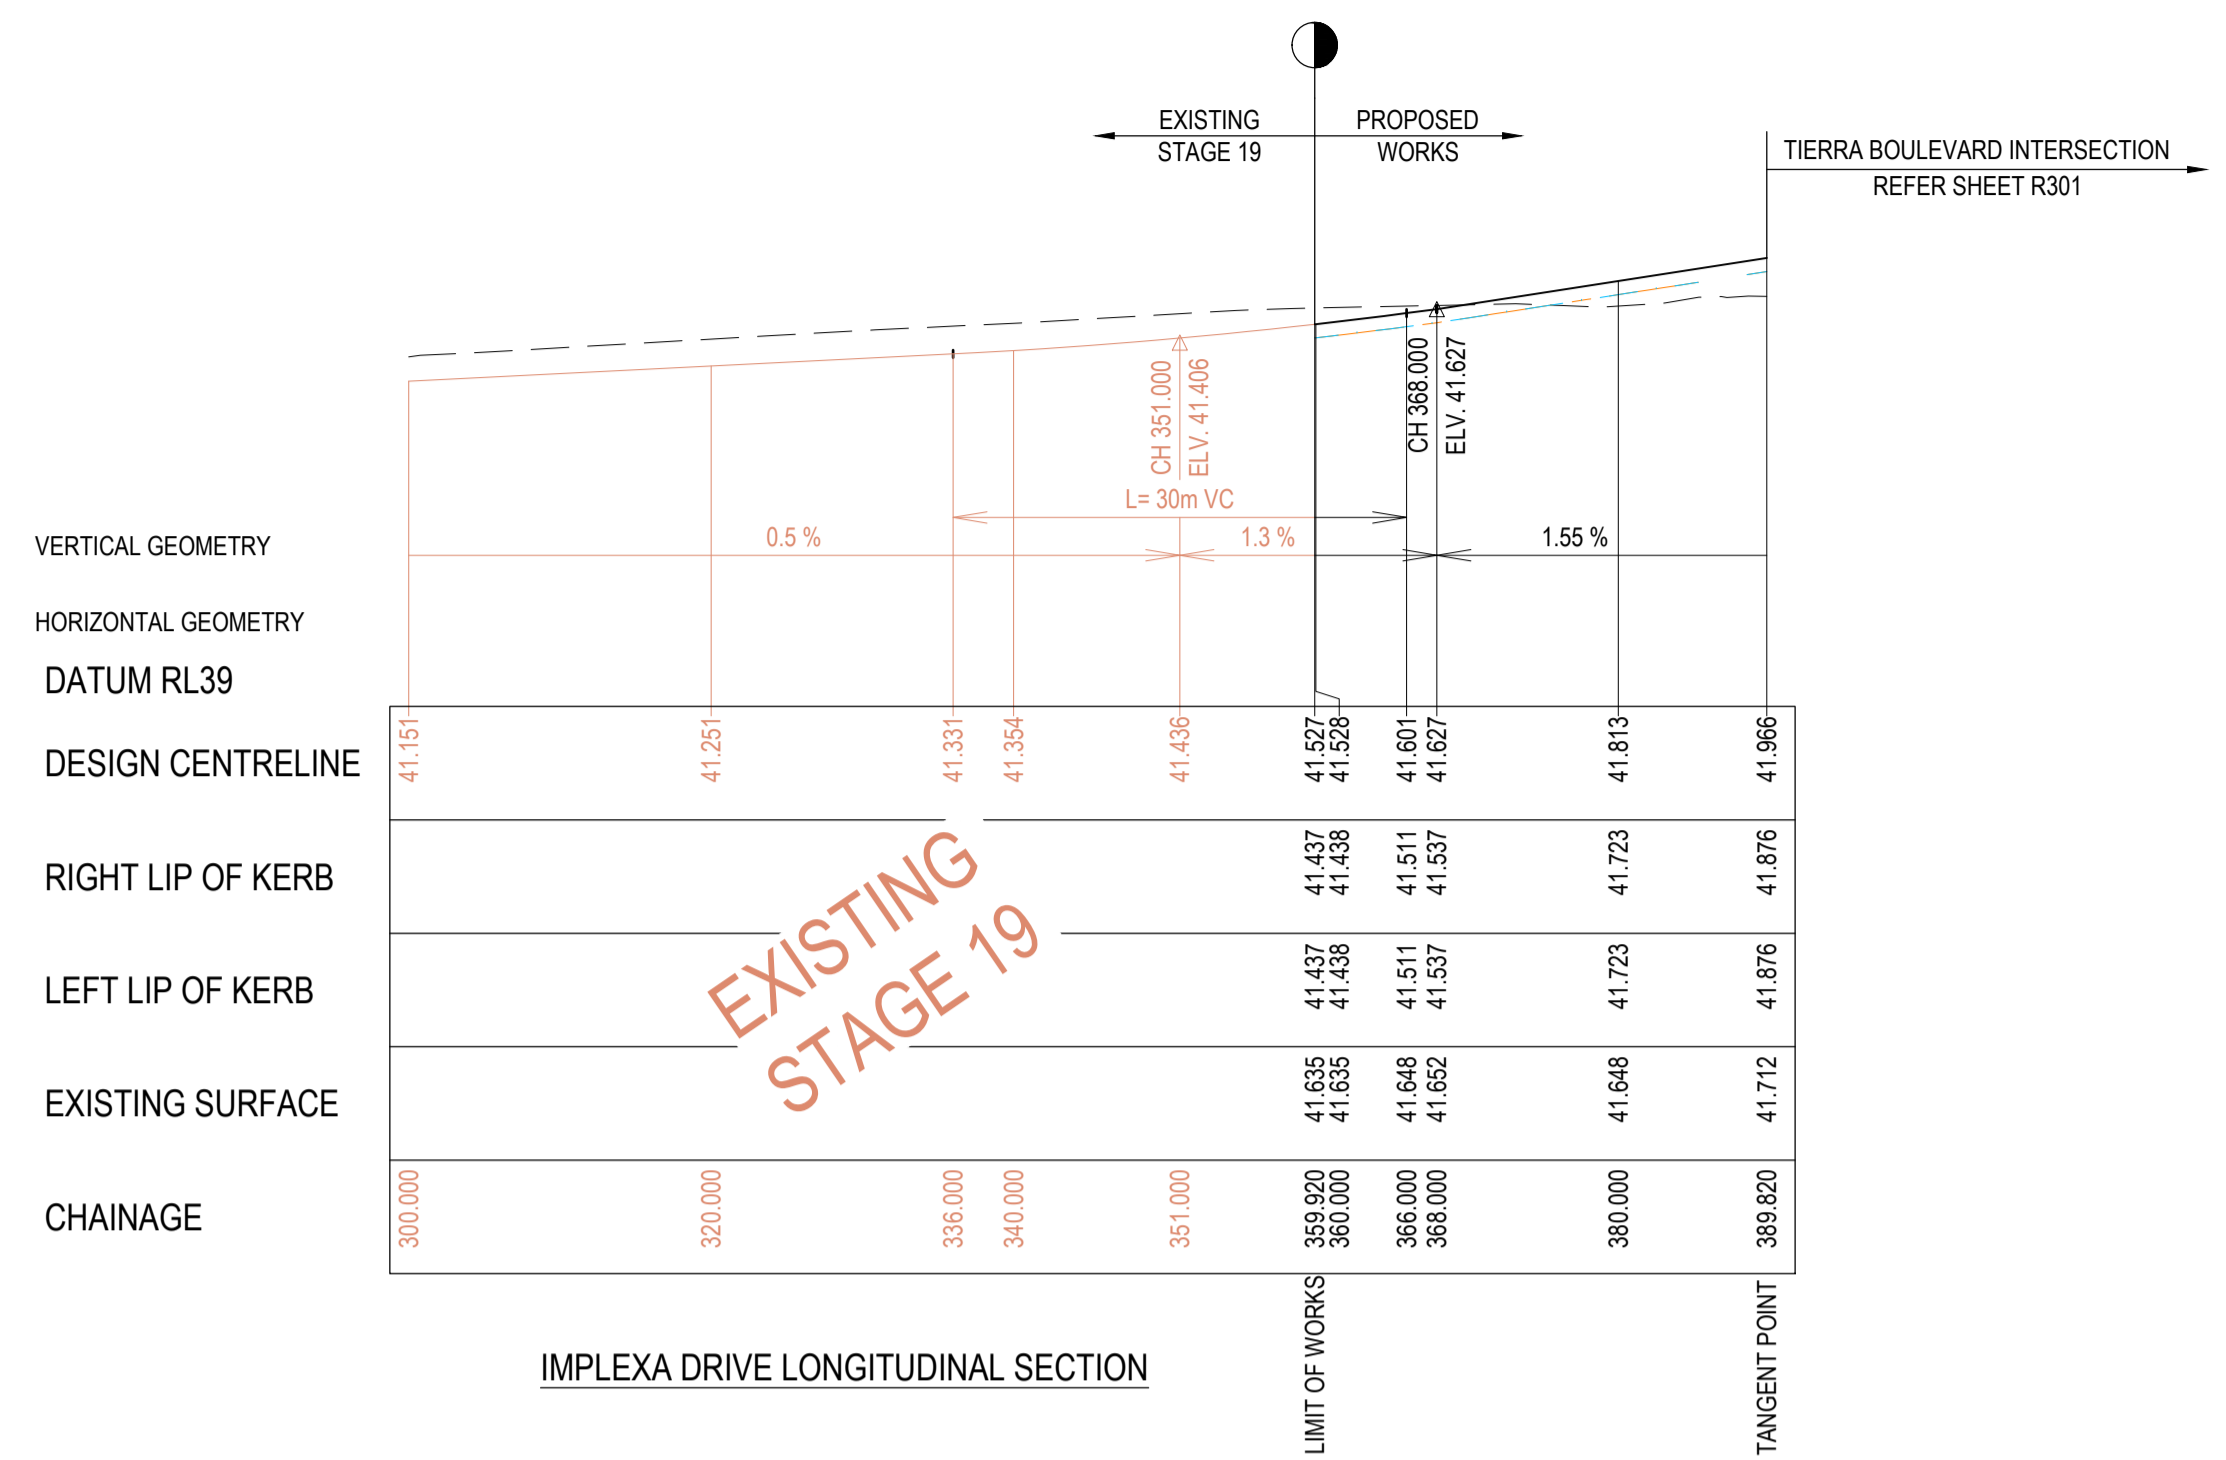 EXISTING
STAGE 19
PROPOSED
WORKS
TIERRA BOULEVARD INTERSECTION
REFER SHEET R301
CH 351.000
ELV. 41.406
CH 368.000
ELV. 41.627
L= 30m VC
VERTICAL GEOMETRY
0.5 %
1.3 %
1.55 %
HORIZONTAL GEOMETRY
DATUM RL39
DESIGN CENTRELINE
41.151
41.251
41.331
41.354
41.436
41.527
41.528
41.601
41.627
41.813
41.966
RIGHT LIP OF KERB
41.437
41.438
41.511
41.537
41.723
41.876
LEFT LIP OF KERB
41.437
41.438
41.511
41.537
41.723
41.876
EXISTING
STAGE 19
EXISTING SURFACE
41.635
41.635
41.648
41.652
41.648
41.712
CHAINAGE
300.000
320.000
336.000
340.000
351.000
359.920
360.000
366.000
368.000
380.000
389.820
LIMIT OF WORKS
TANGENT POINT
IMPLEXA DRIVE LONGITUDINAL SECTION